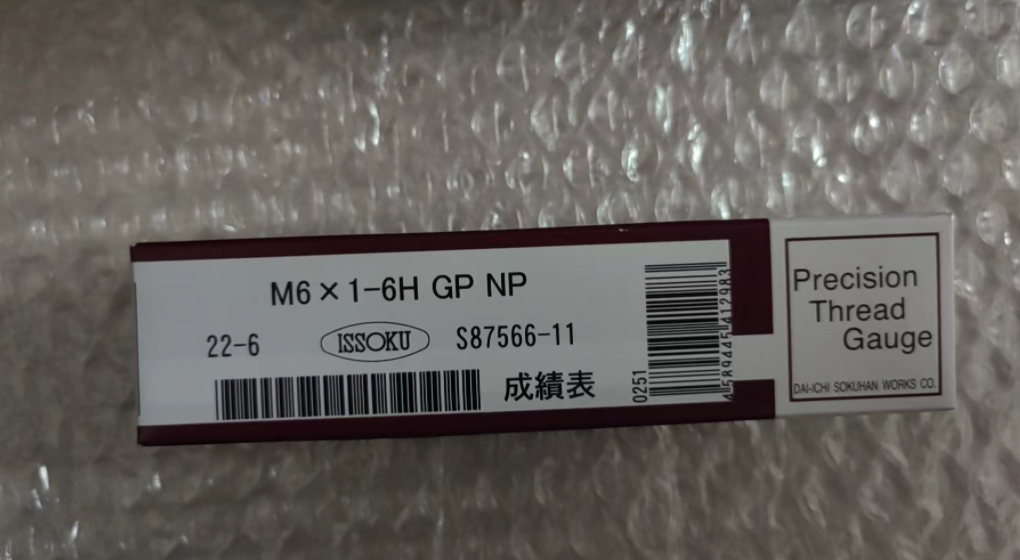 M6×1-6H GP NP
22-6
ISSOKU
S87566-11
成績表
0251
4589445412983
Precision
Thread
Gauge
DAI-ICHI SOKUHAN WORKS CO.